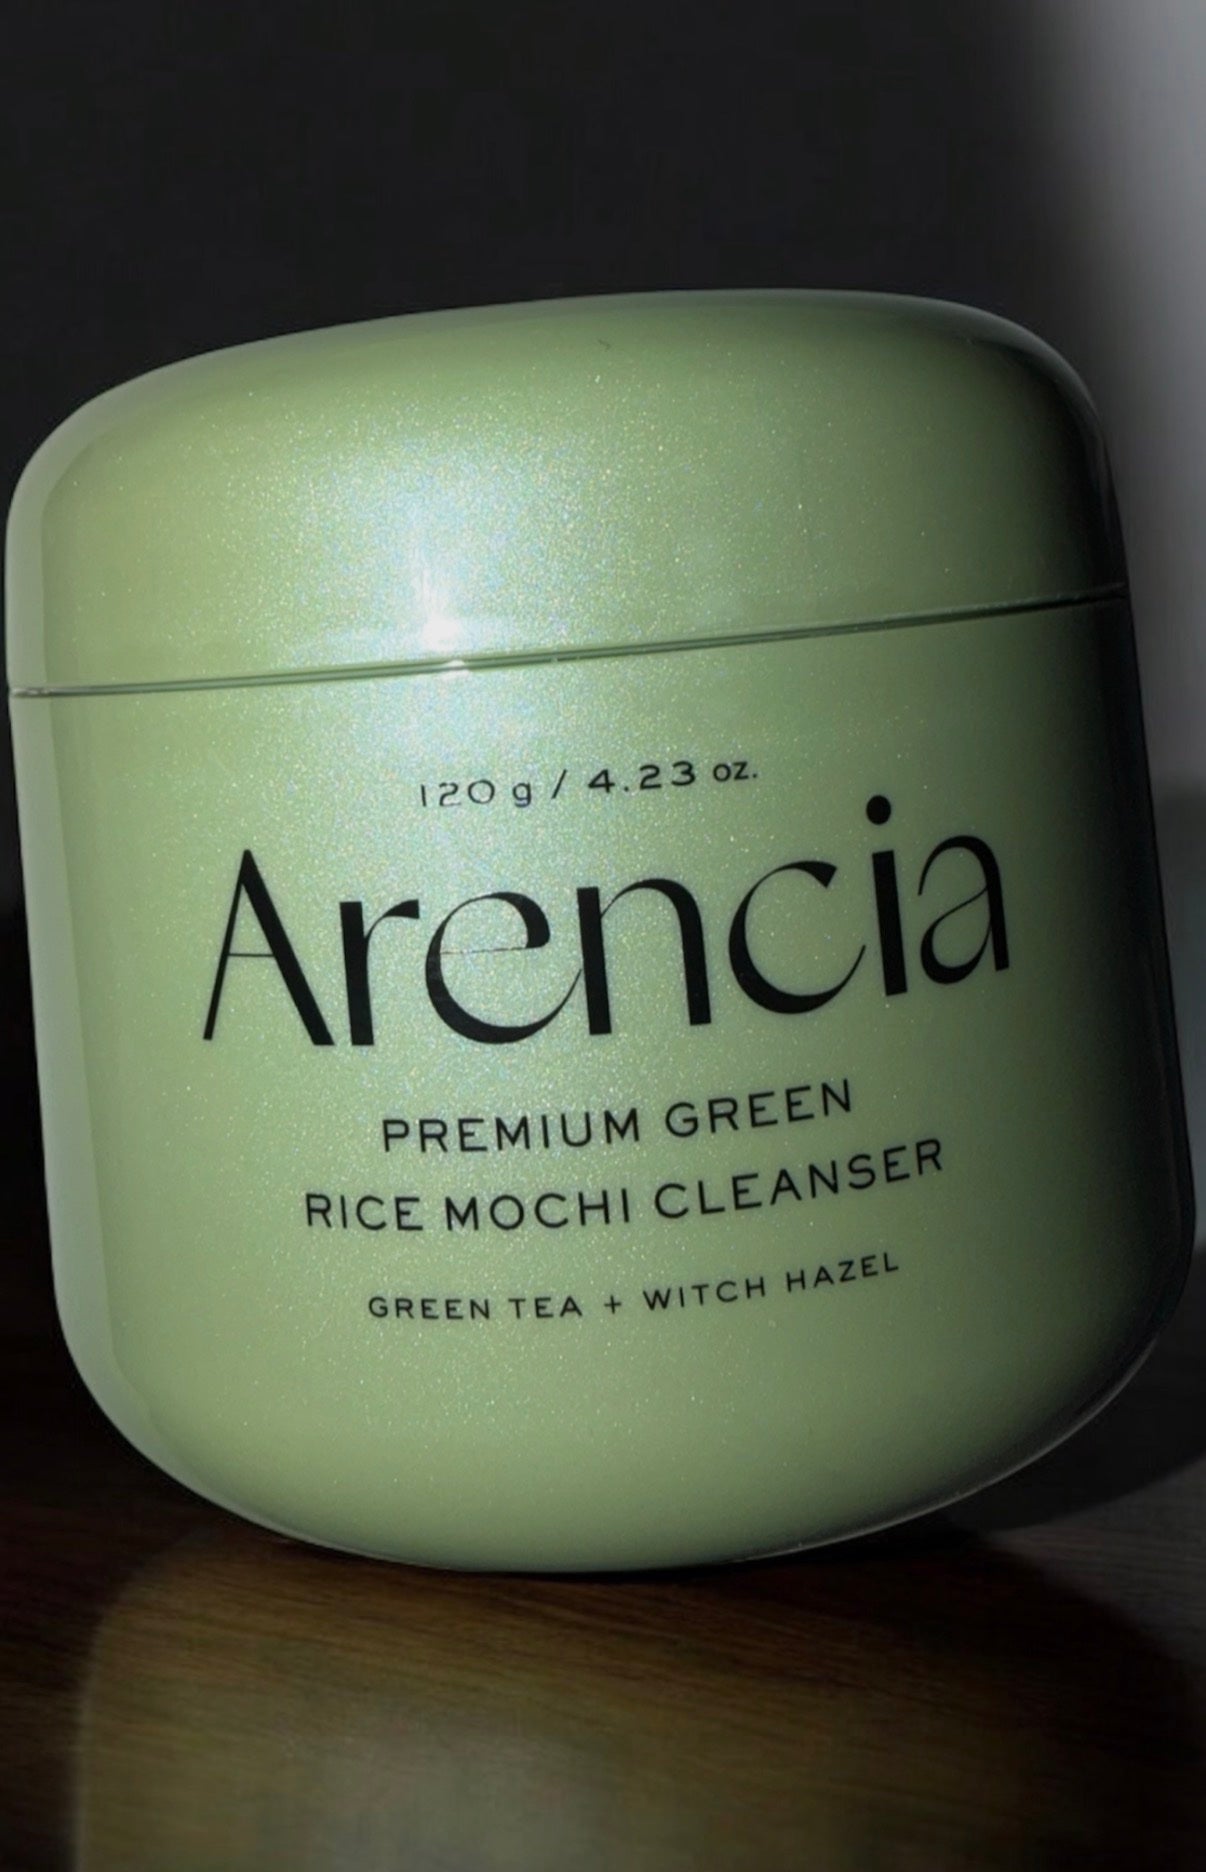 120 g / 4.23 oz.
Arencia
PREMIUM GREEN
RICE MOCHI CLEANSER
GREEN TEA + WITCH HAZEL